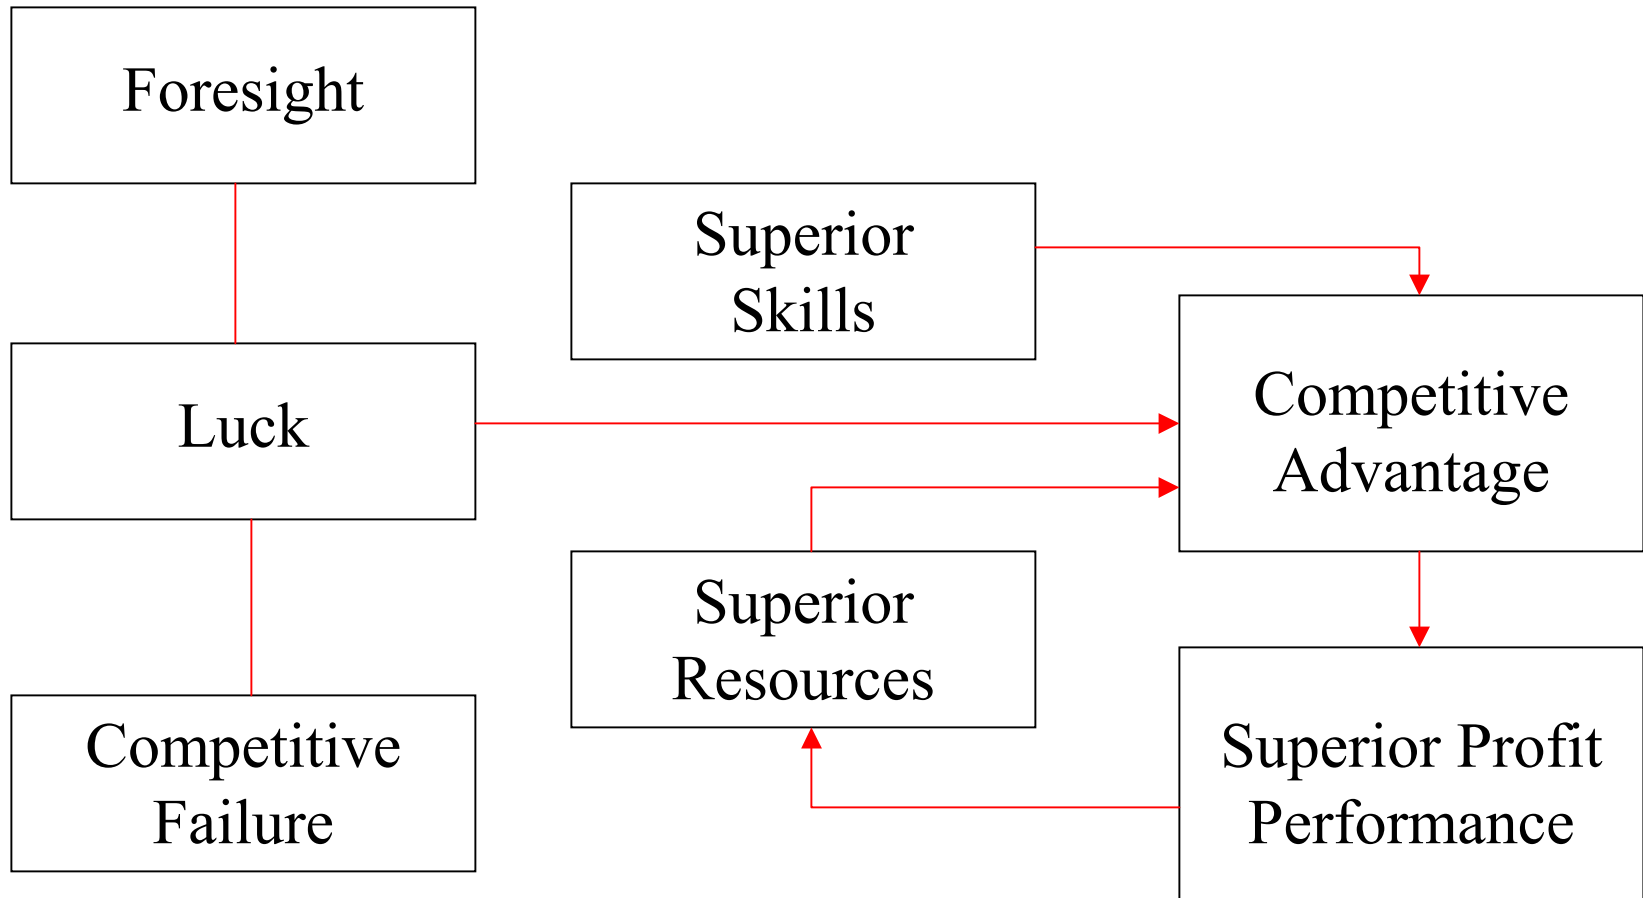 Foresight
Superior
Skills
Luck
Competitive
Advantage
Superior
Resources
Competitive
Failure
Superior Profit
Performance